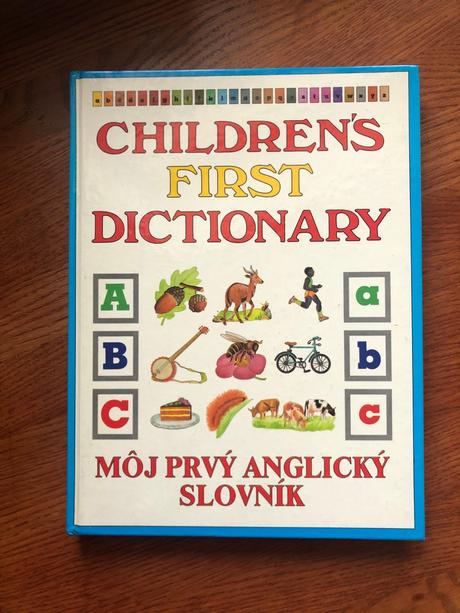 a b c d e f g h i j k l m n o p q r s t u v w x y z
CHILDREN'S
FIRST
DICTIONARY
A a
B b
C c
MÔJ PRVÝ ANGLICKÝ
SLOVNÍK